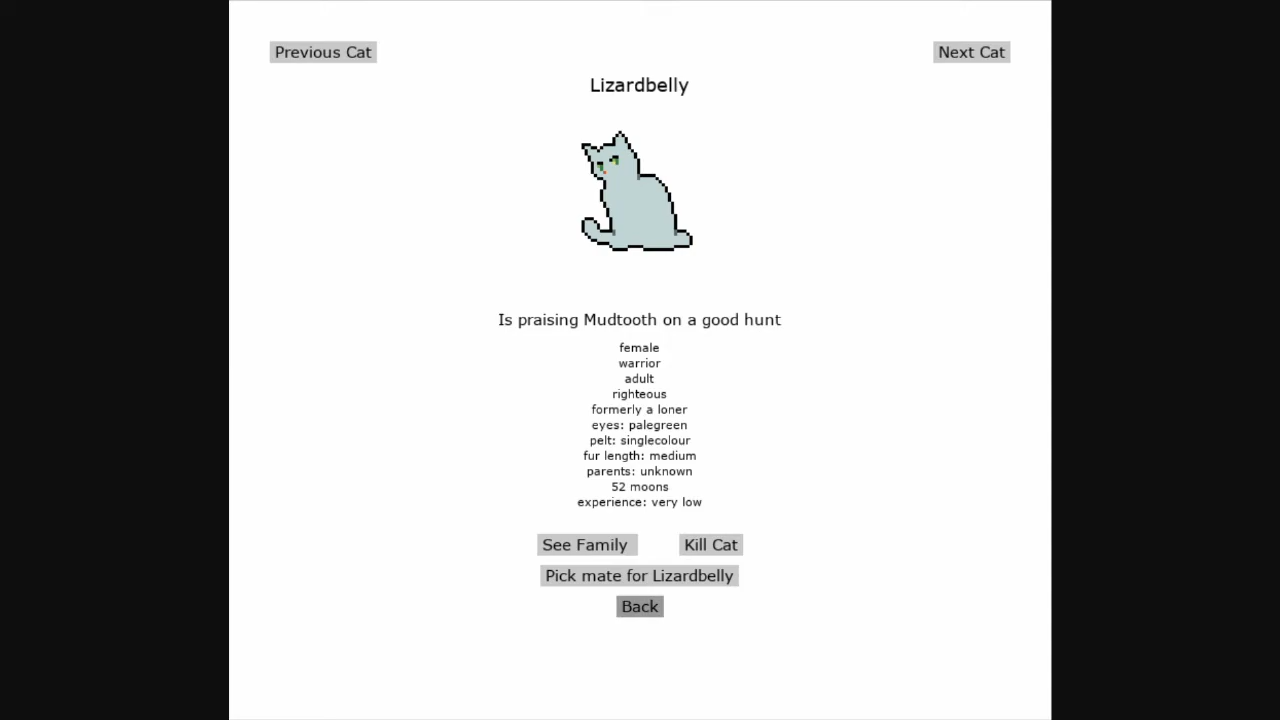 Previous Cat
Next Cat
Lizardbelly
Is praising Mudtooth on a good hunt
female
warrior
adult
righteous
formerly a loner
eyes: palegreen
pelt: singlecolour
fur length: medium
parents: unknown
52 moons
experience: very low
See Family
Kill Cat
Pick mate for Lizardbelly
Back